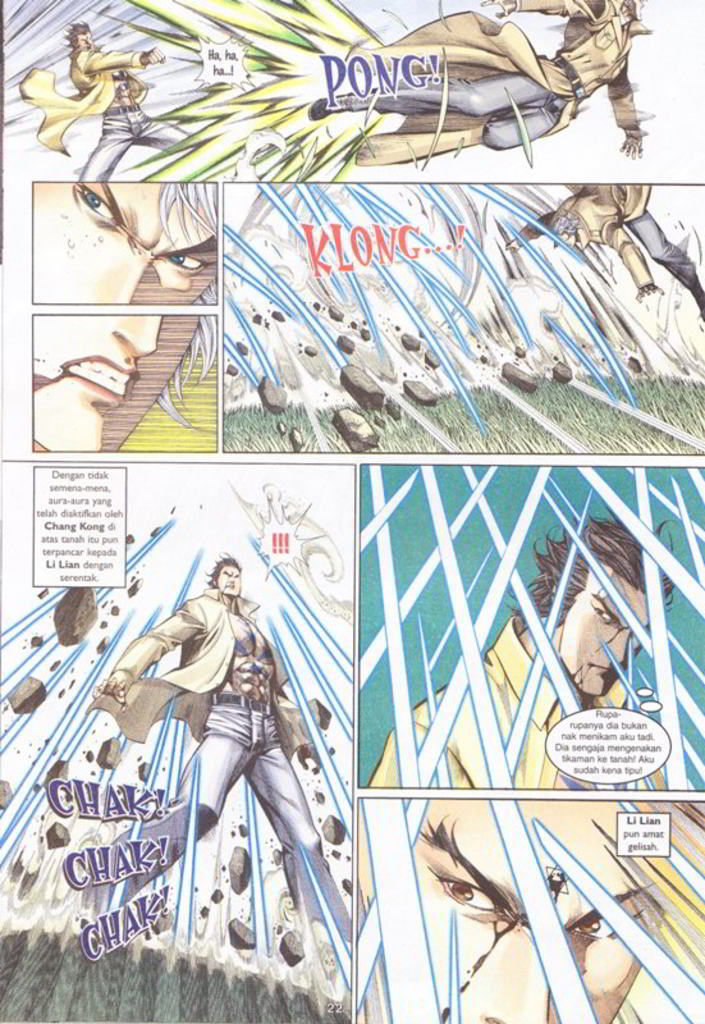 Ha, ha,
ha...!
PONG!
KLONG...!
Dengan tidak
semena-mena,
aura-aura yang
telah diaktifkan oleh
Chang Kong di
atas tanah itu pun
terpancar kepada
Li Lian dengan
serentak.
!!!
CHAK!
CHAK!
CHAK!
Rupa-
rupanya dia bukan
nak menikam aku tadi.
Dia sengaja mengenakan
tikaman ke tanah! Aku
sudah kena tipu!
Li Lian
pun amat
gelisah.
22